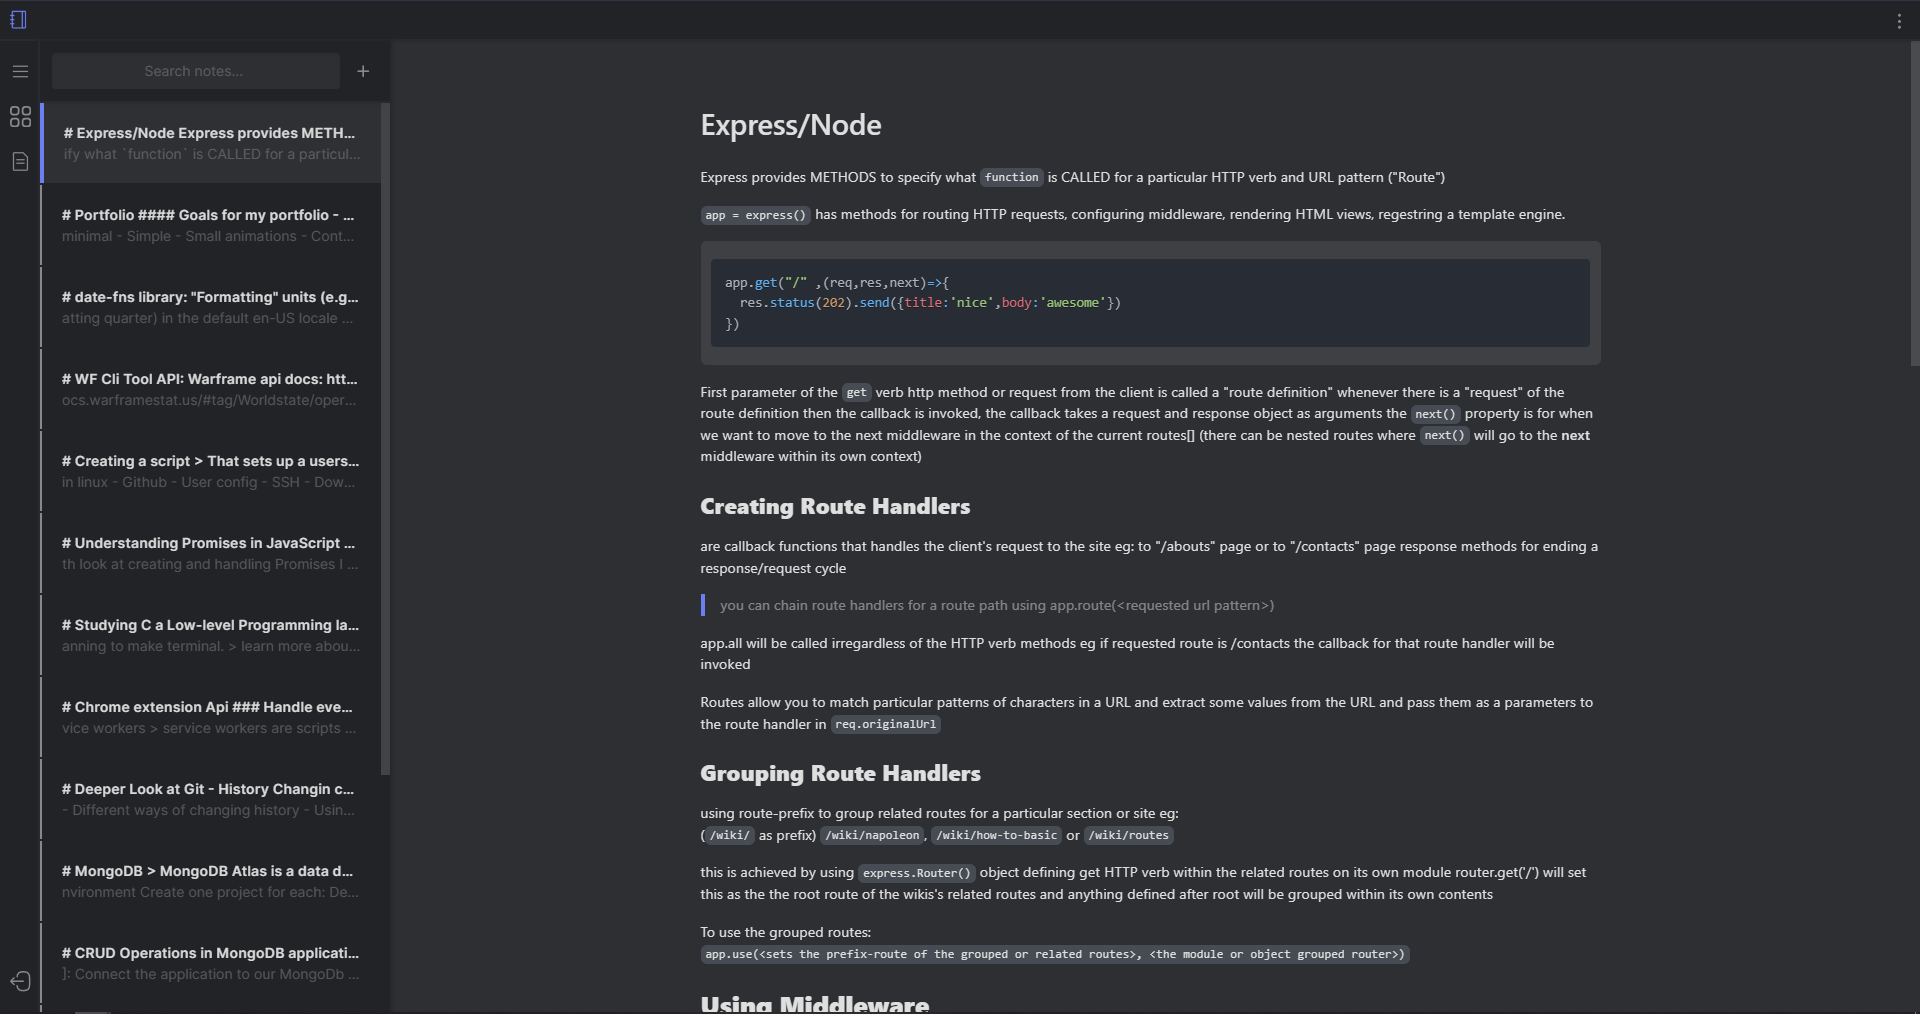 Search notes...
# Express/Node Express provides METH...
ify what `function` is CALLED for a particul...
# Portfolio #### Goals for my portfolio - ...
minimal - Simple - Small animations - Cont...
# date-fns library: "Formatting" units (e.g...
atting quarter) in the default en-US locale ...
# WF Cli Tool API: Warframe api docs: htt...
ocs.warframestat.us/#tag/Worldstate/oper...
# Creating a script > That sets up a users...
in linux - Github - User config - SSH - Dow...
# Understanding Promises in JavaScript ...
th look at creating and handling Promises I ...
# Studying C a Low-level Programming la...
anning to make terminal. > learn more abou...
# Chrome extension Api ### Handle eve...
vice workers > service workers are scripts ...
# Deeper Look at Git - History Changin c...
- Different ways of changing history - Usin...
# MongoDB > MongoDB Atlas is a data d...
nvironment Create one project for each: De...
# CRUD Operations in MongoDB applicati...
]: Connect the application to our MongoDb ...
Express/Node
Express provides METHODS to specify what function is CALLED for a particular HTTP verb and URL pattern ("Route")
app = express() has methods for routing HTTP requests, configuring middleware, rendering HTML views, regestring a template engine.
app.get("/" ,(req,res,next)=>{
  res.status(202).send({title:'nice',body:'awesome'})
})
First parameter of the get verb http method or request from the client is called a "route definition" whenever there is a "request" of the
route definition then the callback is invoked, the callback takes a request and response object as arguments the next() property is for when
we want to move to the next middleware in the context of the current routes[] (there can be nested routes where next() will go to the next
middleware within its own context)
Creating Route Handlers
are callback functions that handles the client's request to the site eg: to "/abouts" page or to "/contacts" page response methods for ending a
response/request cycle
you can chain route handlers for a route path using app.route(<requested url pattern>)
app.all will be called irregardless of the HTTP verb methods eg if requested route is /contacts the callback for that route handler will be
invoked
Routes allow you to match particular patterns of characters in a URL and extract some values from the URL and pass them as a parameters to
the route handler in req.originalUrl
Grouping Route Handlers
using route-prefix to group related routes for a particular section or site eg:
( /wiki/ as prefix) /wiki/napoleon, /wiki/how-to-basic or /wiki/routes
this is achieved by using express.Router() object defining get HTTP verb within the related routes on its own module router.get('/') will set
this as the the root route of the wikis's related routes and anything defined after root will be grouped within its own contents
To use the grouped routes:
app.use(<sets the prefix-route of the grouped or related routes>, <the module or object grouped router>)
Using Middleware